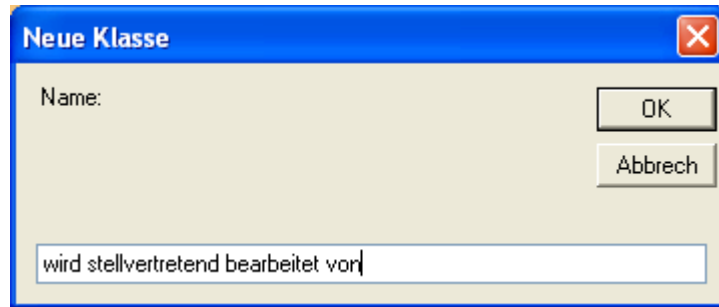 Neue Klasse
Name:
OK
Abbrech
wird stellvertretend bearbeitet von